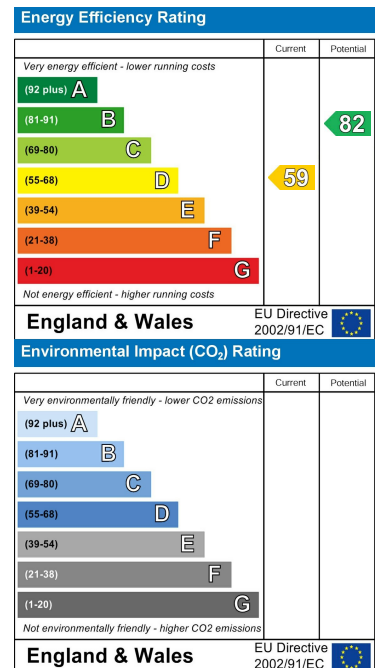 Energy Efficiency Rating
Current Potential
Very energy efficient - lower running costs
(92 plus) A
(81-91) B
82
(69-80) C
(55-68) D
59
(39-54) E
(21-38) F
(1-20) G
Not energy efficient - higher running costs
England & Wales
EU Directive
2002/91/EC
Environmental Impact (CO₂) Rating
Current Potential
Very environmentally friendly - lower CO2 emissions
(92 plus) A
(81-91) B
(69-80) C
(55-68) D
(39-54) E
(21-38) F
(1-20) G
Not environmentally friendly - higher CO2 emissions
England & Wales
EU Directive
2002/91/EC